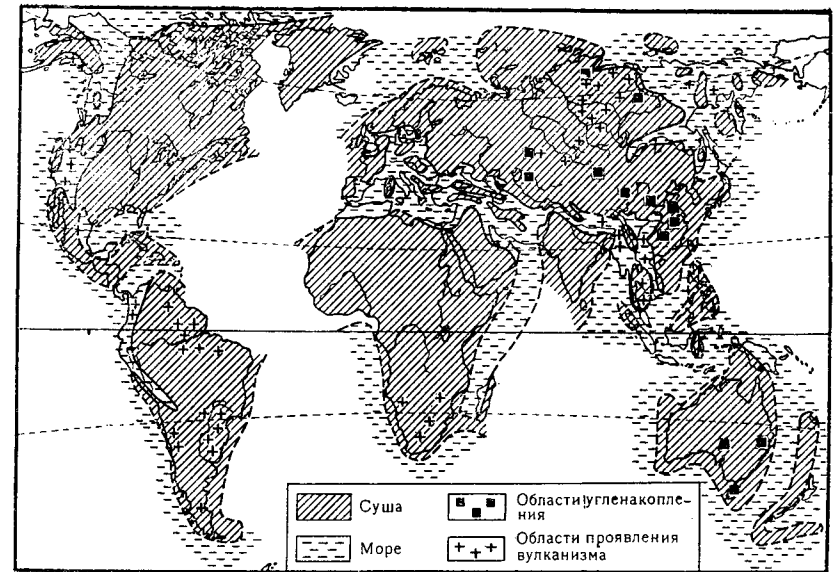 Суша
Области угленакопле-
ния
Море
Области проявления
вулканизма